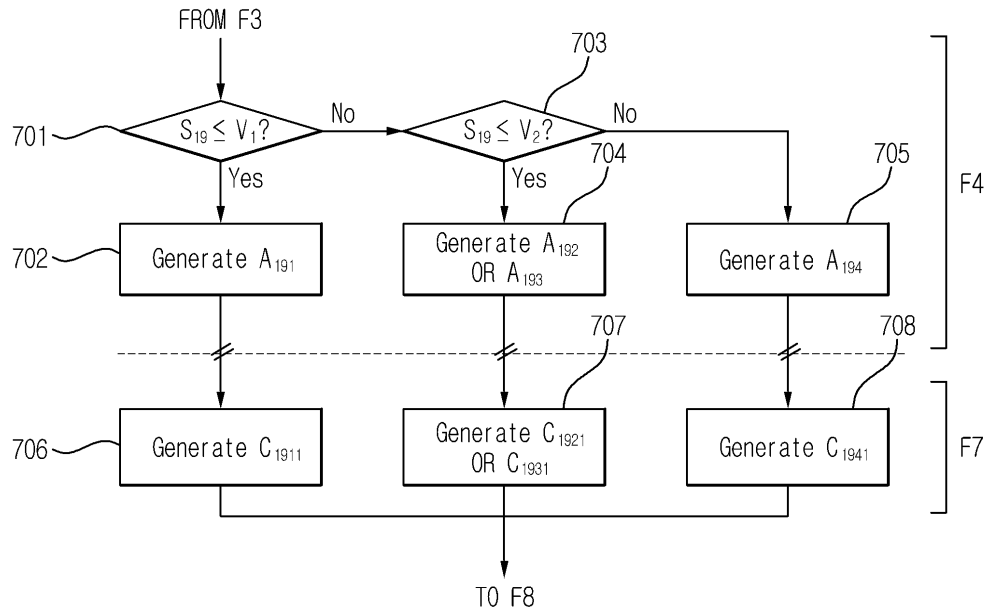 FROM F3
703
701
S₁₉ ≤ V₁?
No
S₁₉ ≤ V₂?
No
Yes
Yes
704
705
F4
702
Generate A₁₉₁
Generate A₁₉₂
OR A₁₉₃
Generate A₁₉₄
707
708
706
Generate C₁₉₁₁
Generate C₁₉₂₁
OR C₁₉₃₁
Generate C₁₉₄₁
F7
TO F8